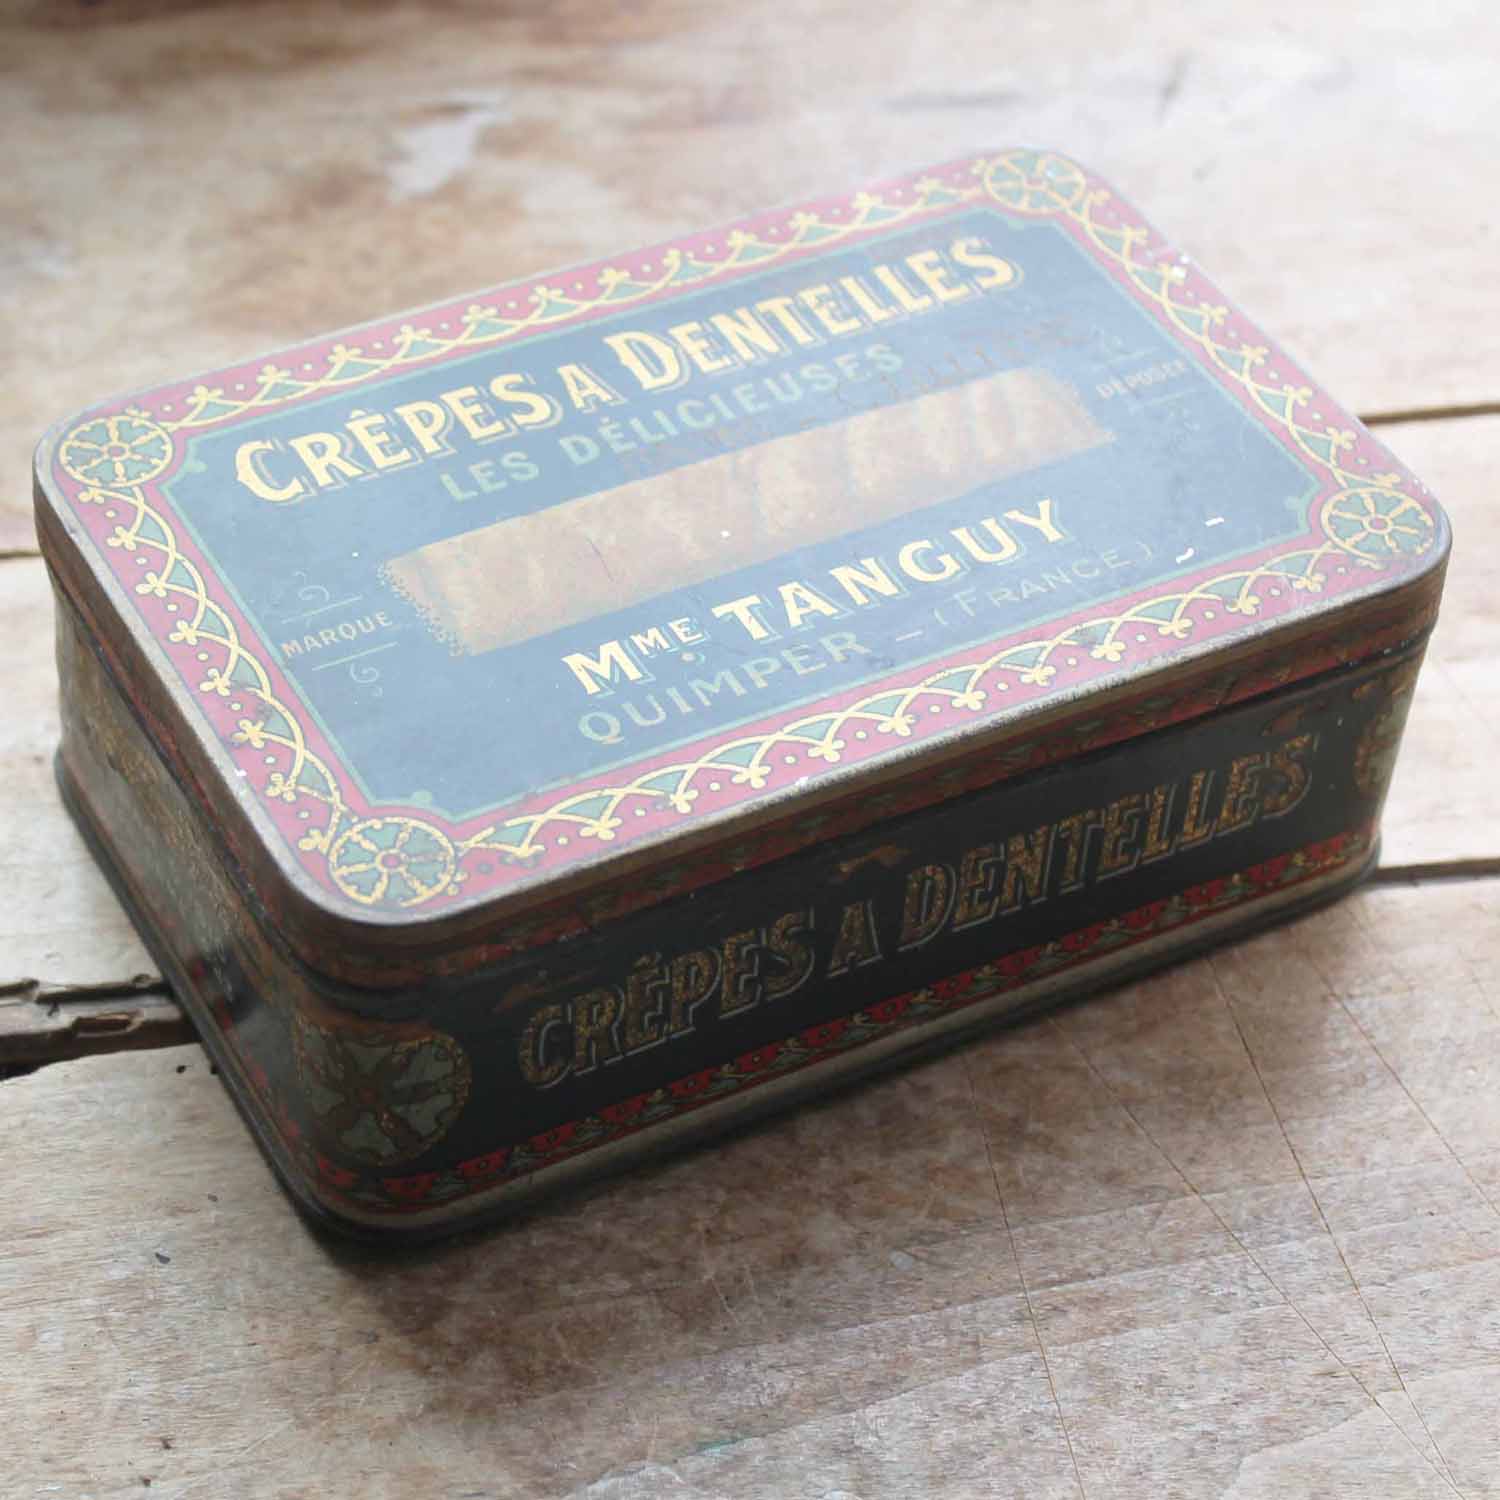 CRÊPES A DENTELLES
LES DÉLICIEUSES
MARQUE
DÉPOSÉE
MME TANGUY
QUIMPER - (FRANCE)
CRÊPES A DENTELLES